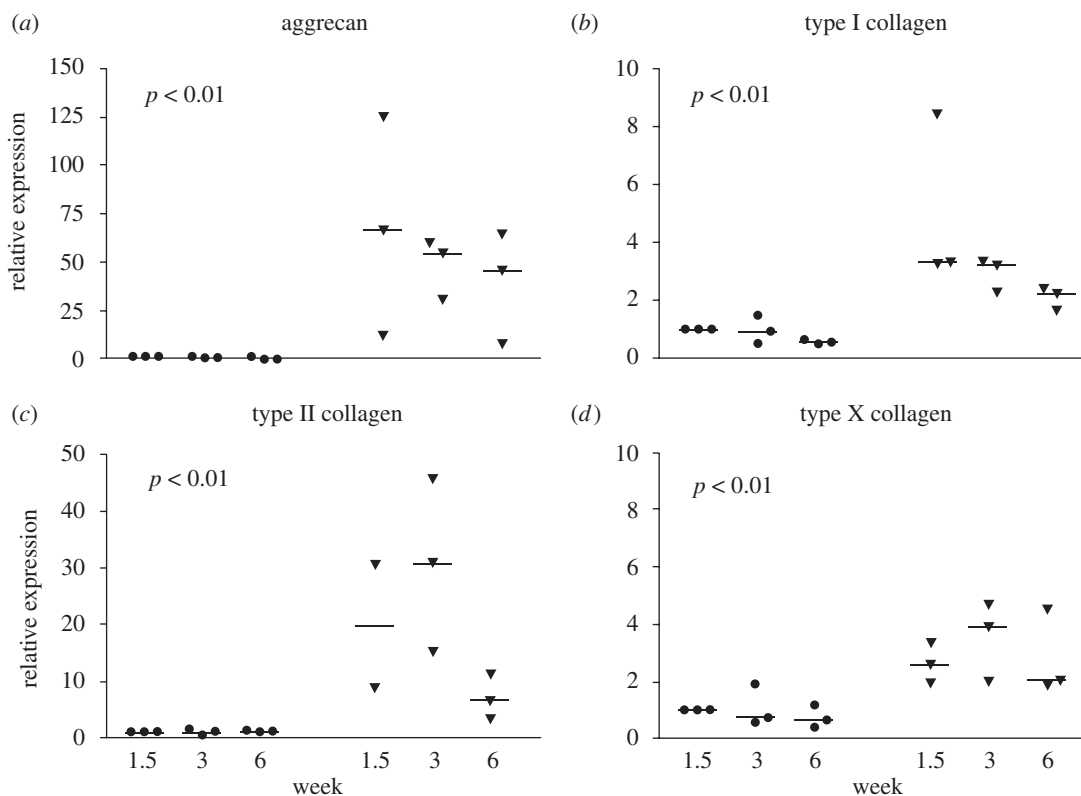 (a) aggrecan
(b) type I collagen
relative expression
150
125
100
75
50
25
0
p < 0.01
10
8
6
4
2
0
p < 0.01
(c) type II collagen
(d) type X collagen
relative expression
50
40
30
20
10
0
p < 0.01
1.5 3 6 1.5 3 6
week
10
8
6
4
2
0
p < 0.01
1.5 3 6 1.5 3 6
week